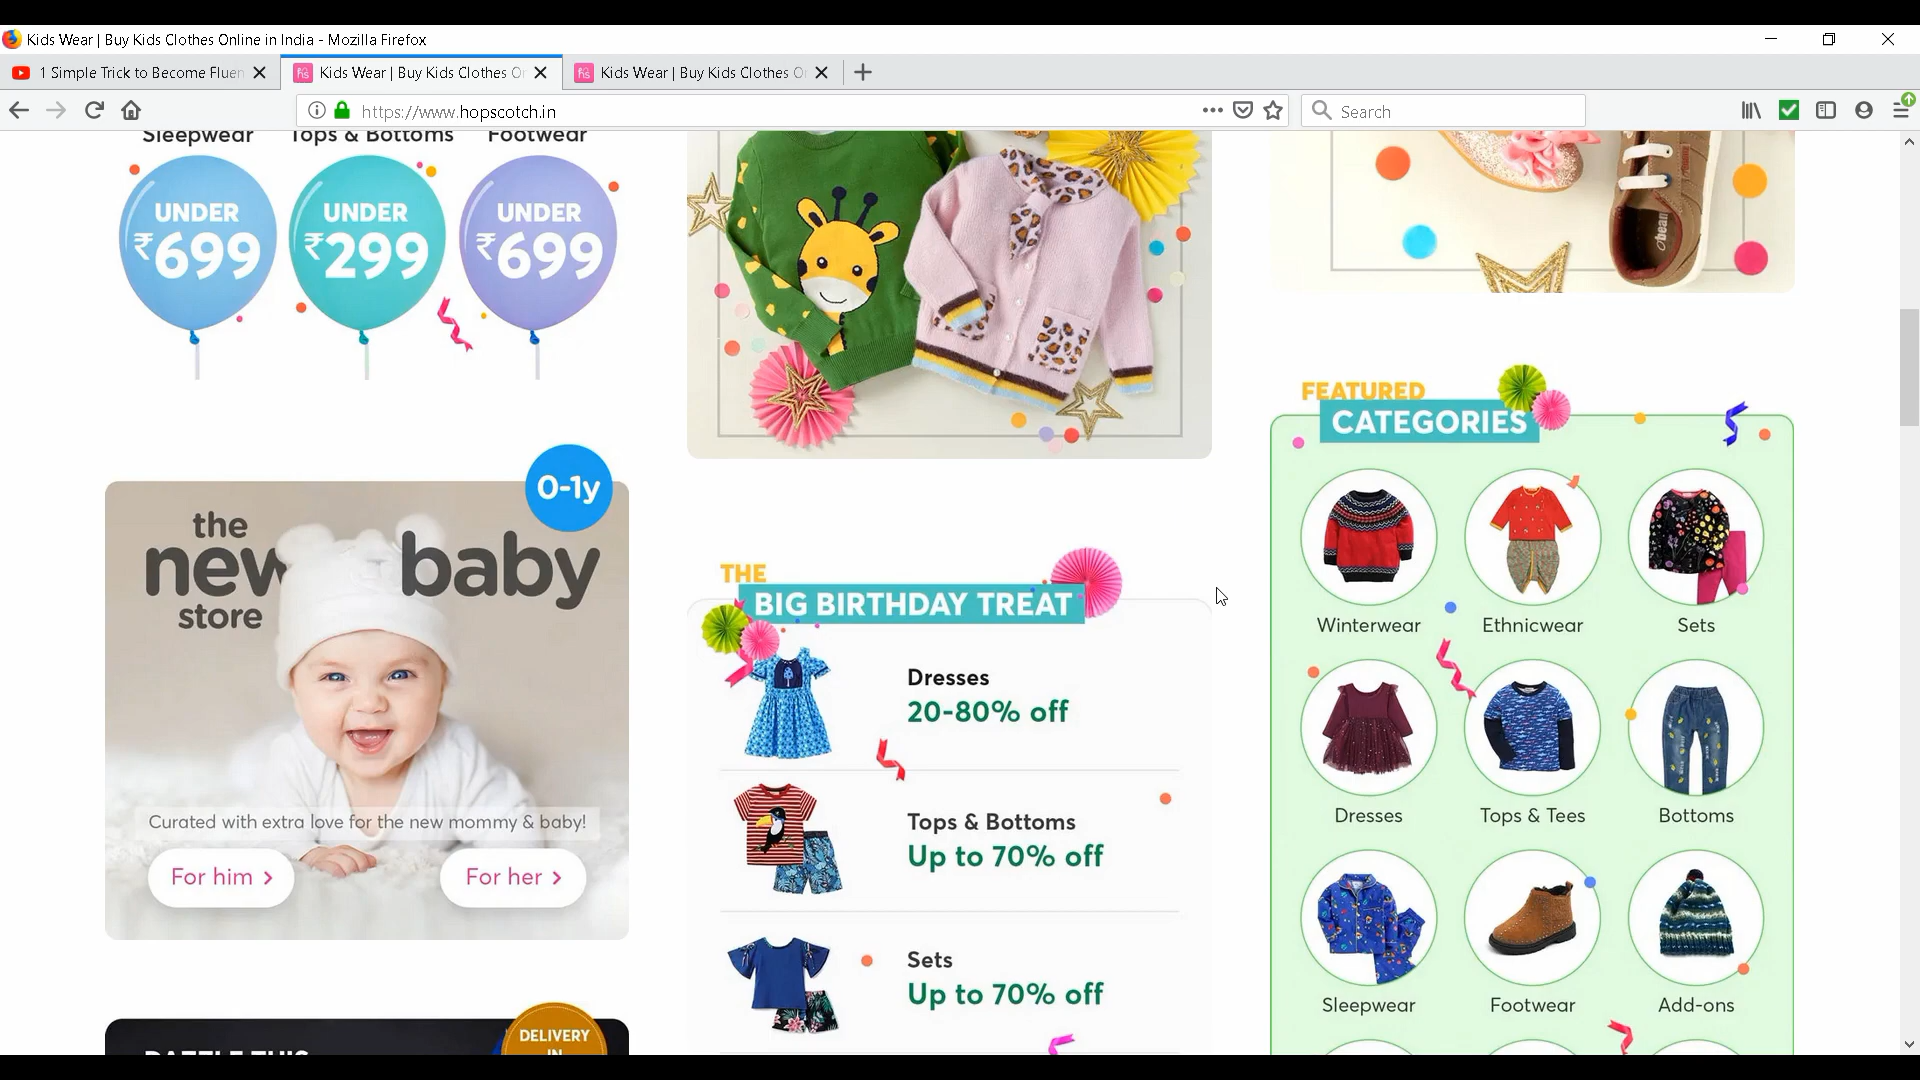 Kids Wear | Buy Kids Clothes Online in India - Mozilla Firefox
1 Simple Trick to Become Fluen
Kids Wear | Buy Kids Clothes O
Kids Wear | Buy Kids Clothes O
https://www.hopscotch.in
Search
Sleepwear Tops & Bottoms Footwear
UNDER
₹699
UNDER
₹299
UNDER
₹699
0-1y
the
new baby
store
Curated with extra love for the new mommy & baby!
For him >
For her >
DELIVERY
IN
DAZZLE THIS
THE
BIG BIRTHDAY TREAT
Dresses
20-80% off
Tops & Bottoms
Up to 70% off
Sets
Up to 70% off
FEATURED
CATEGORIES
Winterwear
Ethnicwear
Sets
Dresses
Tops & Tees
Bottoms
Sleepwear
Footwear
Add-ons